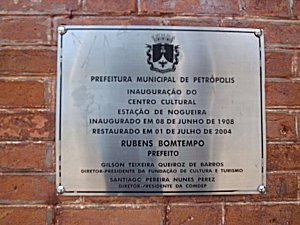 PREFEITURA MUNICIPAL DE PETRÓPOLIS
INAUGURAÇÃO DO
CENTRO CULTURAL
ESTAÇÃO DE NOGUEIRA
INAUGURADO EM 08 DE JUNHO DE 1908
RESTAURADO EM 01 DE JULHO DE 2004
RUBENS BOMTEMPO
PREFEITO
GILSON TEIXEIRA QUEIROZ DE BARROS
DIRETOR-PRESIDENTE DA FUNDAÇÃO DE CULTURA E TURISMO
SANTIAGO PEREIRA NUNES PEREZ
DIRETOR-PRESIDENTE DA COMDEP